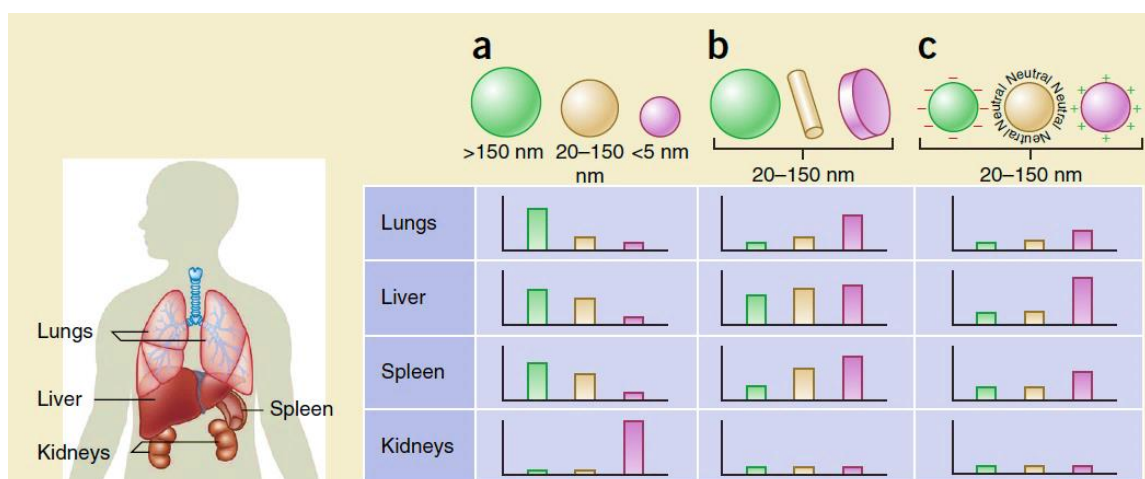 a
b
c
Neutral Neutral Neutral Neutral
− − − − − −
+ + + + + + + +
>150 nm 20–150 nm <5 nm
20–150 nm
20–150 nm
Lungs
Liver
Spleen
Kidneys
Lungs
Liver
Spleen
Kidneys